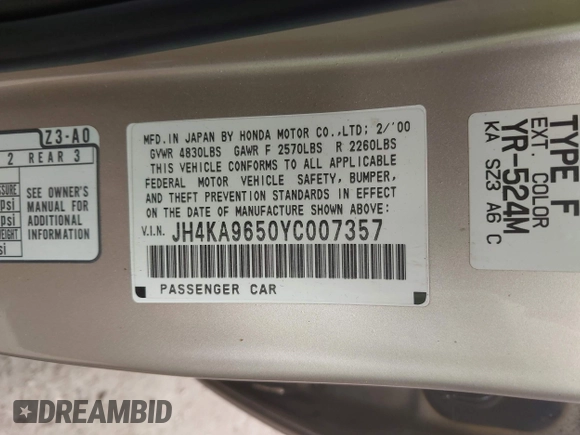 Z3-A0
2 REAR 3
SEE OWNER'S
MANUAL FOR
ADDITIONAL
INFORMATION
MFD.IN JAPAN BY HONDA MOTOR CO.,LTD; 2/'00
GVWR 4830LBS GAWR F 2570LBS R 2260LBS
THIS VEHICLE CONFORMS TO ALL APPLICABLE
FEDERAL MOTOR VEHICLE SAFETY, BUMPER,
AND THEFT PREVENTION STANDARDS IN EFFECT
ON THE DATE OF MANUFACTURE SHOWN ABOVE.
V.I.N. JH4KA9650YC007357
PASSENGER CAR
TYPE F
EXT. COLOR
YR-524M
KA SZ3 A6 C
DREAMBID